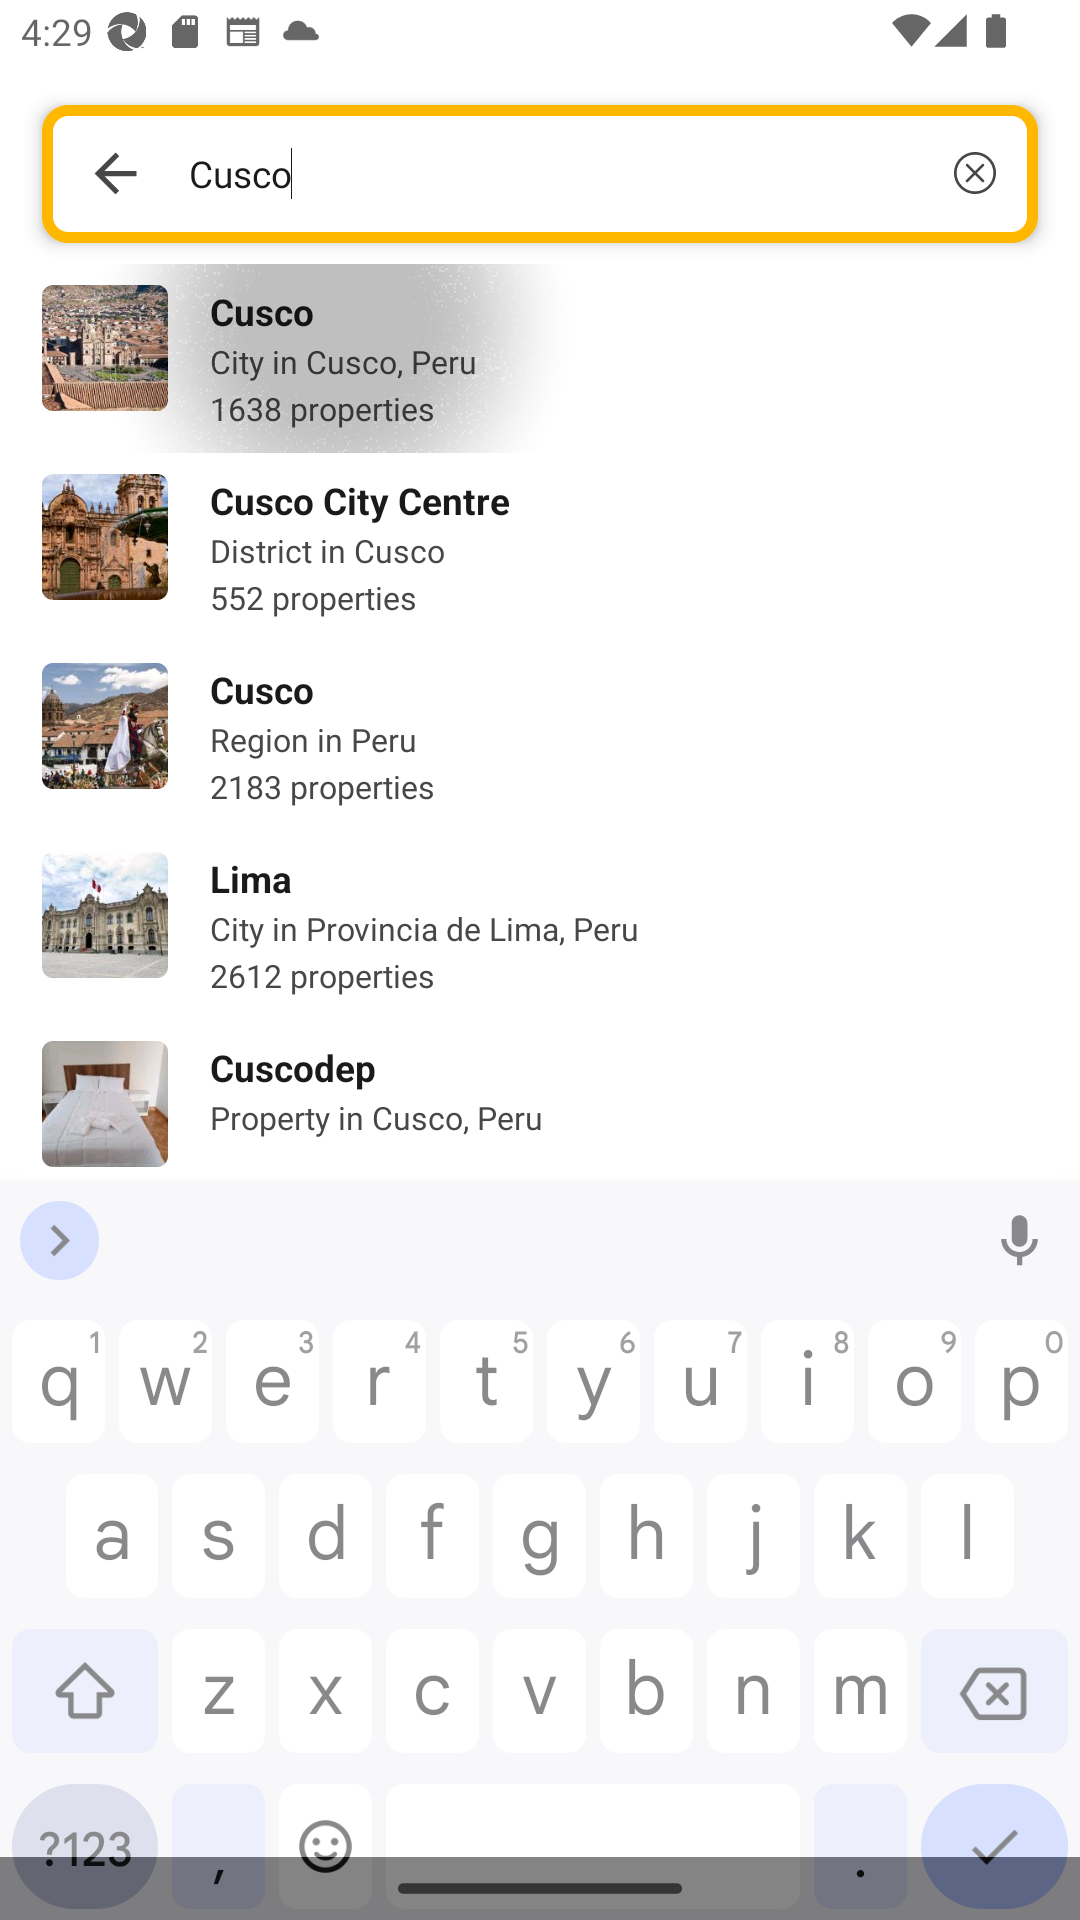 4:29
Cusco
Cusco
City in Cusco, Peru
1638 properties
Cusco City Centre
District in Cusco
552 properties
Cusco
Region in Peru
2183 properties
Lima
City in Provincia de Lima, Peru
2612 properties
Cuscodep
Property in Cusco, Peru
1 2 3 4 5 6 7 8 9 0
q w e r t y u i o p
a s d f g h j k l
z x c v b n m
?123 , .